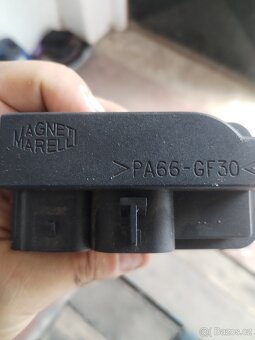 MAGNETI
MARELLI
>PA66-GF30<
Bazos.cz